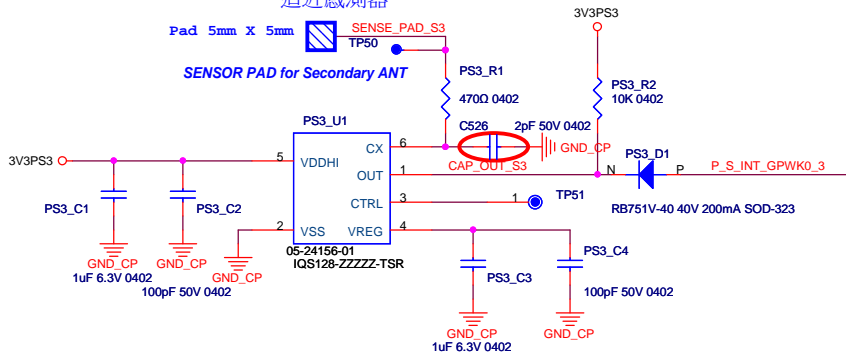 近感測器
3V3PS3
Pad 5mm X 5mm
SENSE_PAD_S3
TP50
SENSOR PAD for Secondary ANT
PS3_R1
470Ω 0402
PS3_R2
10K 0402
PS3_U1
C526
2pF 50V 0402
GND_CP
3V3PS3
5
VDDHI
CX
6
CAP_OUT_S3
OUT
1
PS3_D1
N
P
P_S_INT_GPWK0_3
RB751V-40 40V 200mA SOD-323
CTRL
3
1
TP51
PS3_C1
PS3_C2
2
VSS
VREG
4
GND_CP
GND_CP
GND_CP
1uF 6.3V 0402
100pF 50V 0402
05-24156-01
IQS128-ZZZZZ-TSR
PS3_C3
PS3_C4
100pF 50V 0402
GND_CP
GND_CP
1uF 6.3V 0402